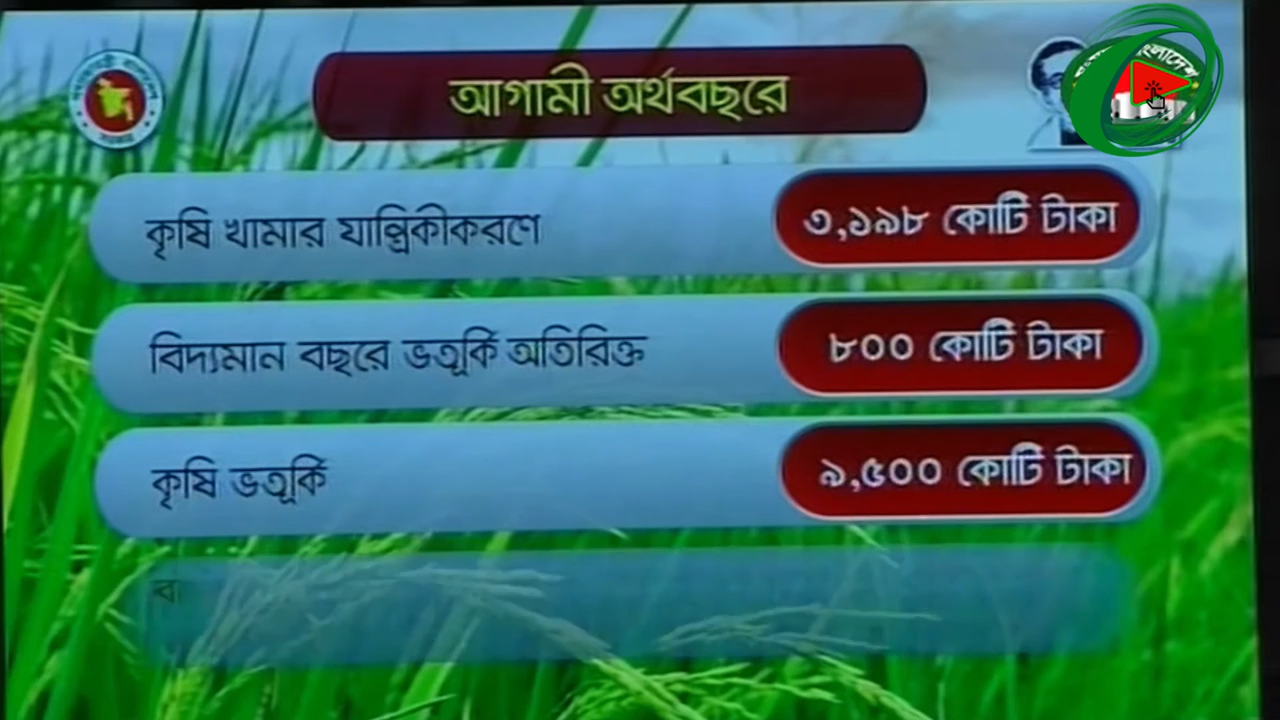 আগামী অর্থবছরে
কৃষি খামার যান্ত্রিকীকরণে
৩,১৯৮ কোটি টাকা
বিদ্যমান বছরে ভর্তূকি অতিরিক্ত
৮০০ কোটি টাকা
কৃষি ভর্তূকি
৯,৫০০ কোটি টাকা